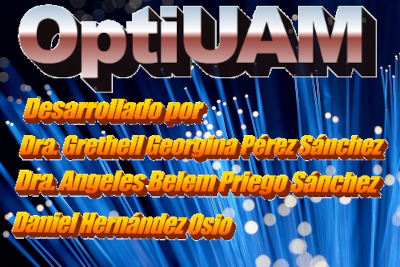 OptiUAM
Desarrollado por
Dra. Grethell Georgina Pérez Sánchez
Dra. Angeles Belem Priego Sánchez
Daniel Hernández Osio